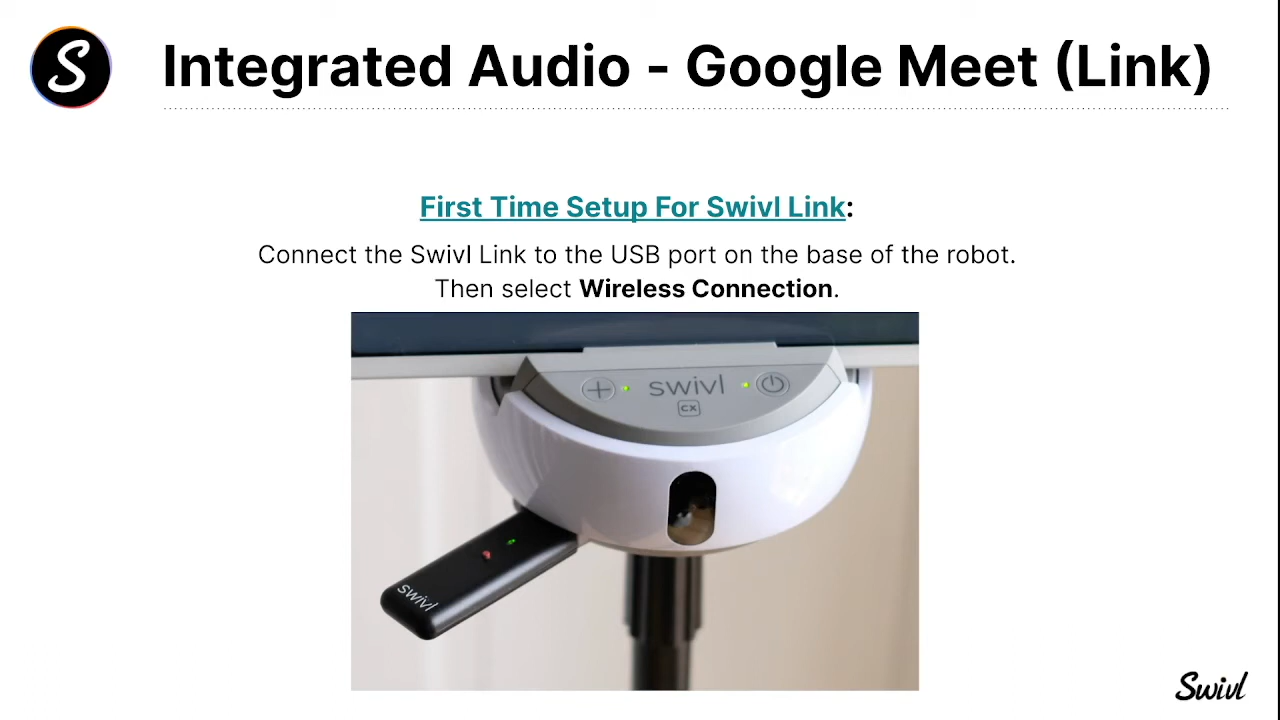 S
Integrated Audio - Google Meet (Link)
First Time Setup For Swivl Link:
Connect the Swivl Link to the USB port on the base of the robot.
Then select Wireless Connection.
swivl
cx
swivl
Swivl